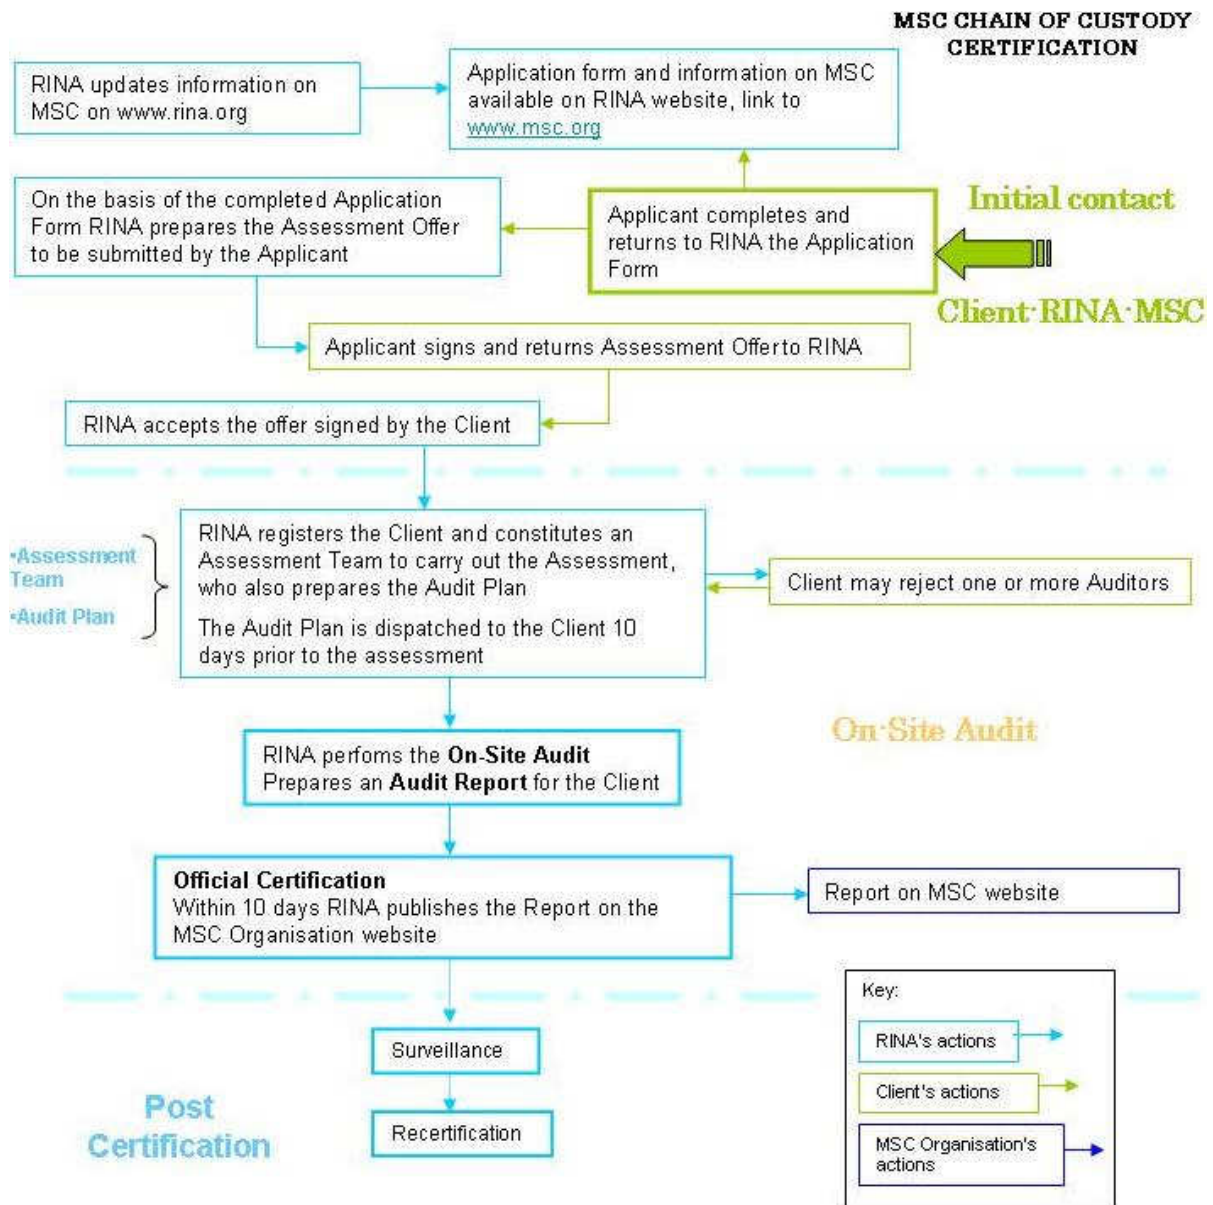 MSC CHAIN OF CUSTODY
CERTIFICATION
RINA updates information on
MSC on www.rina.org
Application form and information on MSC
available on RINA website, link to
www.msc.org
On the basis of the completed Application
Form RINA prepares the Assessment Offer
to be submitted by the Applicant
Applicant completes and
returns to RINA the Application
Form
Initial contact
Client·RINA·MSC
Applicant signs and returns Assessment Offerto RINA
RINA accepts the offer signed by the Client
•Assessment
Team
•Audit Plan
RINA registers the Client and constitutes an
Assessment Team to carry out the Assessment,
who also prepares the Audit Plan
The Audit Plan is dispatched to the Client 10
days prior to the assessment
Client may reject one or more Auditors
On-Site Audit
RINA perfoms the On-Site Audit
Prepares an Audit Report for the Client
Official Certification
Within 10 days RINA publishes the Report on the
MSC Organisation website
Report on MSC website
Surveillance
Recertification
Post
Certification
Key:
RINA's actions
Client's actions
MSC Organisation's
actions